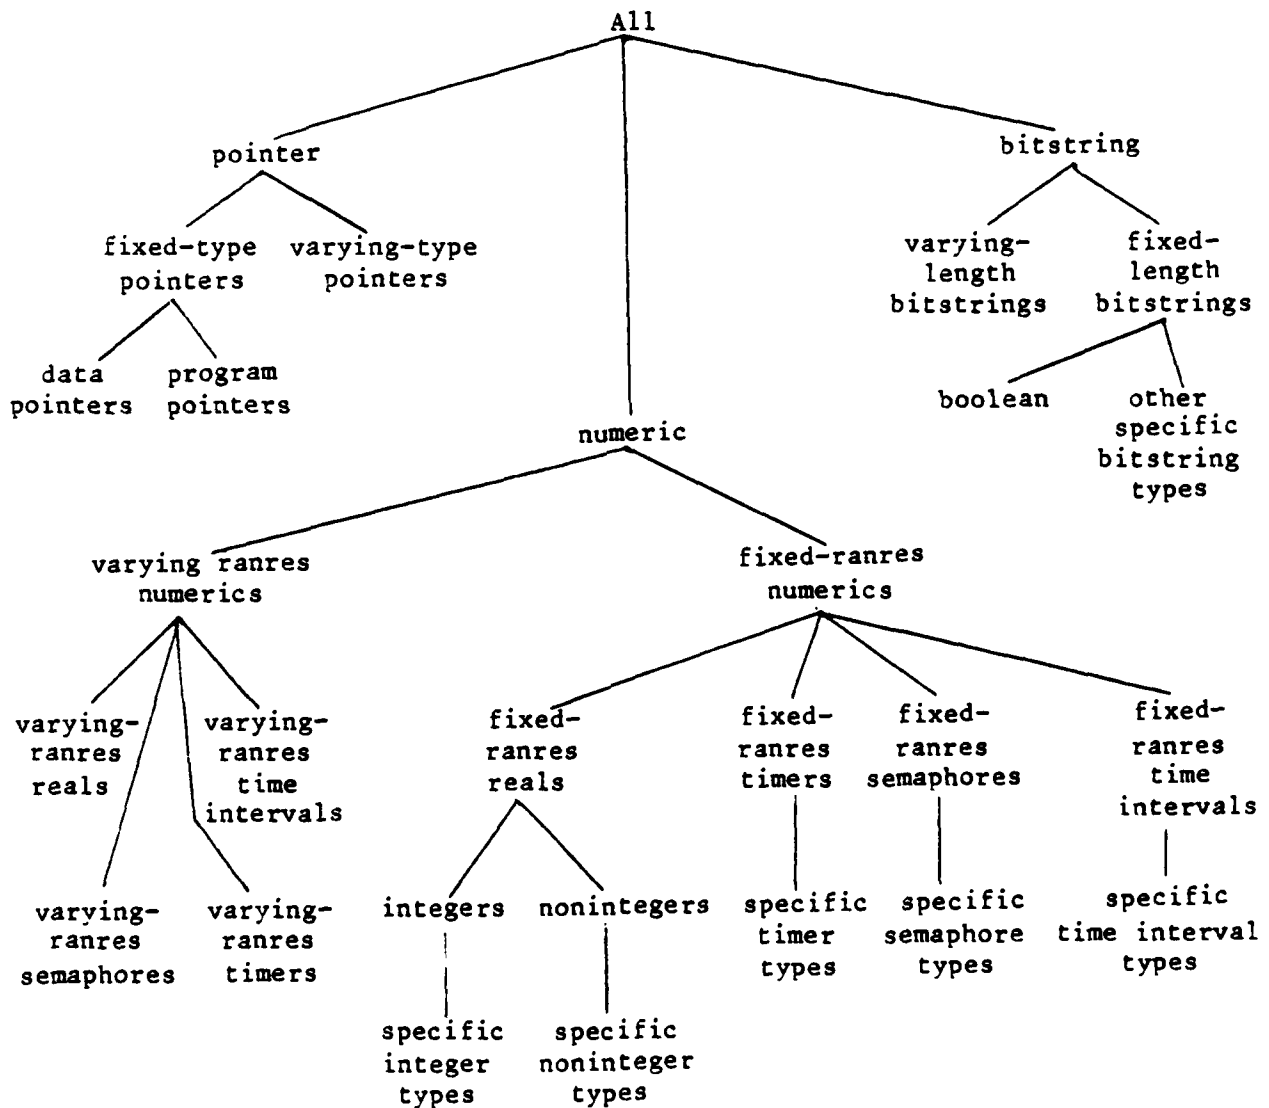 All
pointer
bitstring
fixed-type
pointers
varying-type
pointers
varying-
length
bitstrings
fixed-
length
bitstrings
data
pointers
program
pointers
boolean
other
specific
bitstring
types
numeric
varying ranres
numerics
fixed-ranres
numerics
varying-
ranres
reals
varying-
ranres
time
intervals
fixed-
ranres
reals
fixed-
ranres
timers
fixed-
ranres
semaphores
fixed-
ranres
time
intervals
varying-
ranres
semaphores
varying-
ranres
timers
integers
nonintegers
specific
timer
types
specific
semaphore
types
specific
time interval
types
specific
integer
types
specific
noninteger
types